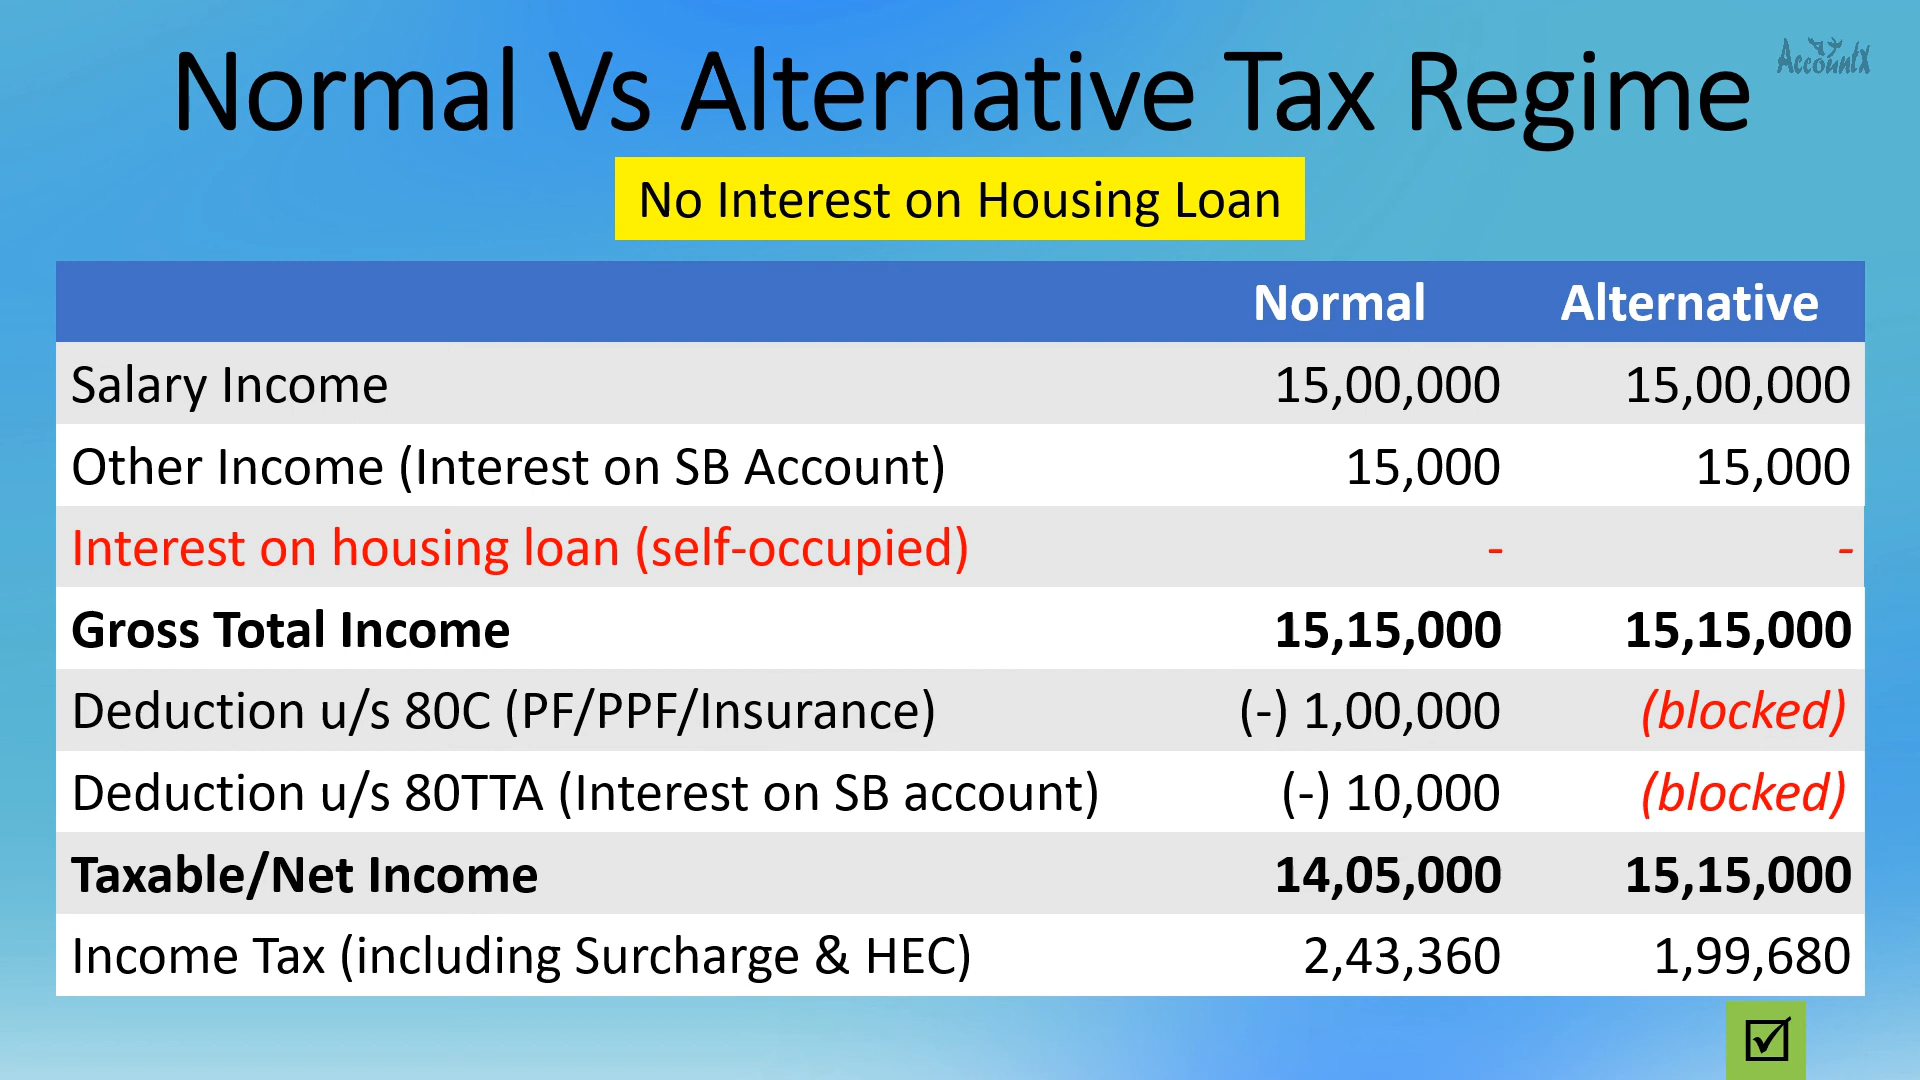 Normal Vs Alternative Tax Regime
AccountX
No Interest on Housing Loan
Normal Alternative
Salary Income 15,00,000 15,00,000
Other Income (Interest on SB Account) 15,000 15,000
Interest on housing loan (self-occupied) - -
Gross Total Income 15,15,000 15,15,000
Deduction u/s 80C (PF/PPF/Insurance) (-) 1,00,000 (blocked)
Deduction u/s 80TTA (Interest on SB account) (-) 10,000 (blocked)
Taxable/Net Income 14,05,000 15,15,000
Income Tax (including Surcharge & HEC) 2,43,360 1,99,680